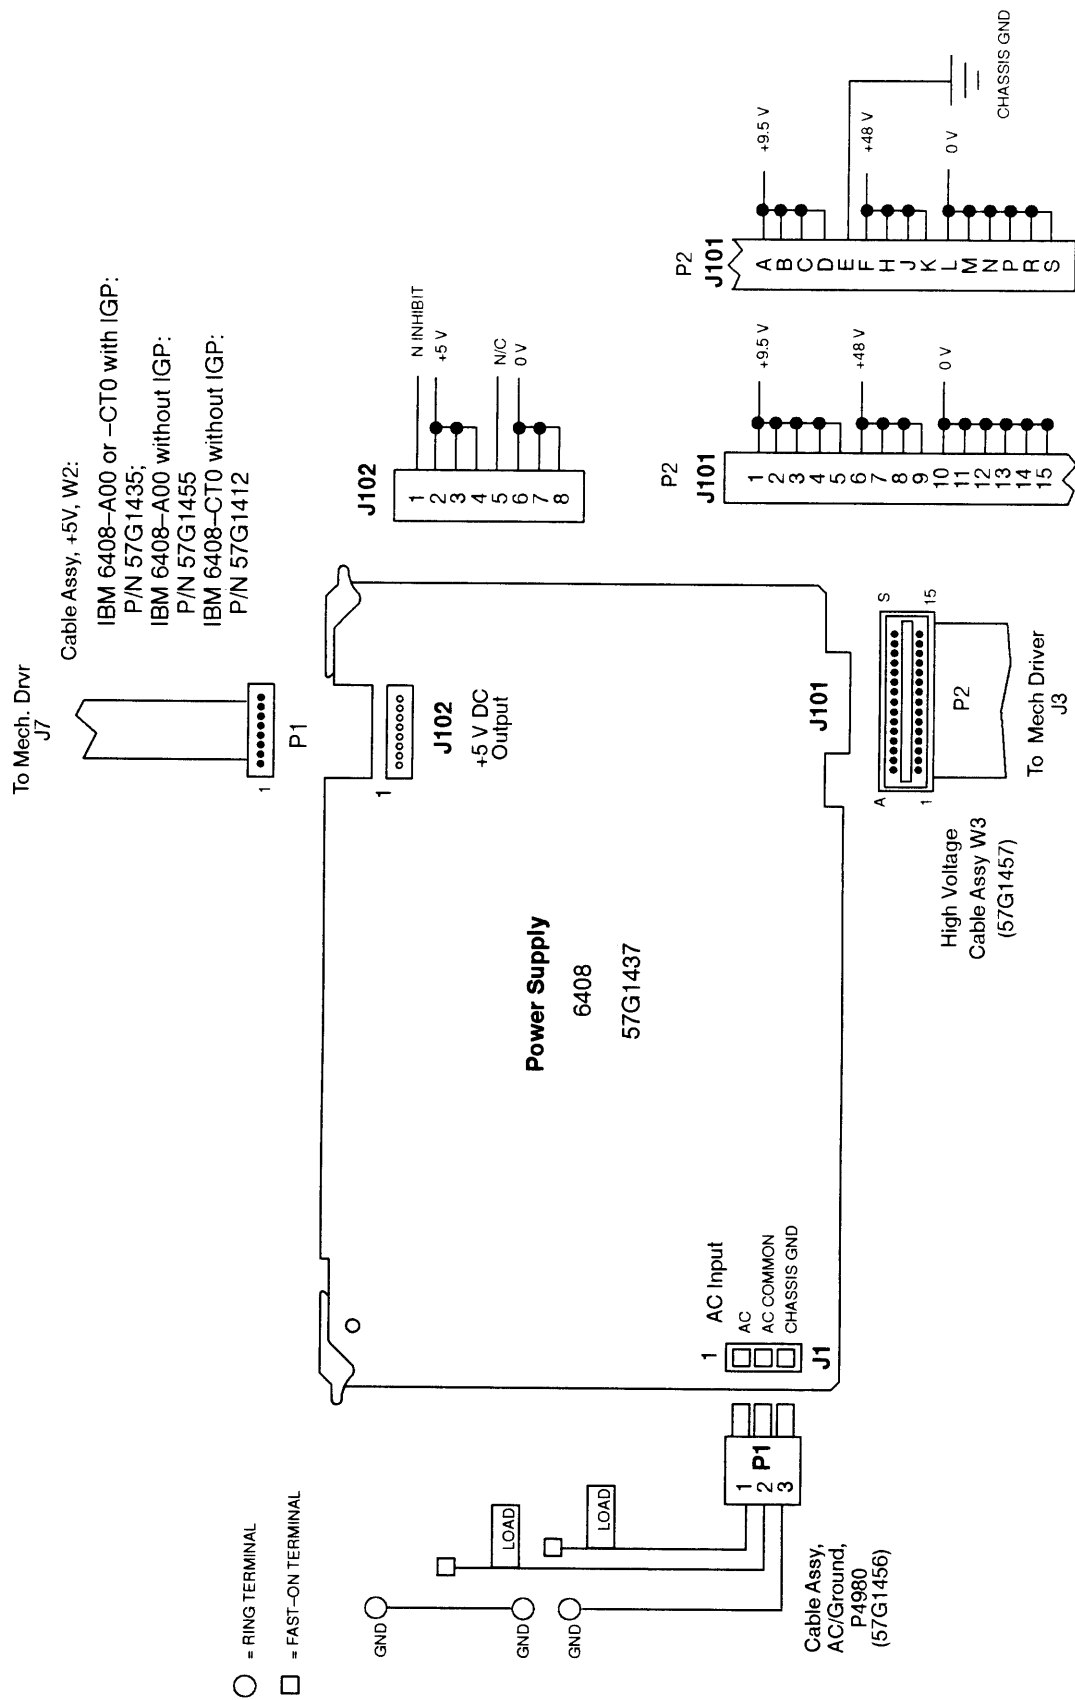 ○ = RING TERMINAL
□ = FAST–ON TERMINAL
GND
GND
GND
LOAD
LOAD
Cable Assy,
AC/Ground,
P4980
(57G1456)
1
2
3
P1
1
AC Input
AC
AC COMMON
CHASSIS GND
J1
Power Supply
6408
57G1437
To Mech. Drvr
J7
1
P1
1
J102
+5 V DC
Output
Cable Assy, +5V, W2:
IBM 6408–A00 or –CT0 with IGP:
P/N 57G1435;
IBM 6408–A00 without IGP:
P/N 57G1455
IBM 6408–CT0 without IGP:
P/N 57G1412
J101
A
S
1
15
P2
High Voltage
Cable Assy W3
(57G1457)
To Mech Driver
J3
J102
1 N INHIBIT
2 +5 V
3
4
5 N/C
6 0 V
7
8
P2
J101
1 +9.5 V
2
3
4
5
6 +48 V
7
8
9
10 0 V
11
12
13
14
15
P2
J101
A +9.5 V
B
C
D
E
F +48 V
H
J
K
L 0 V
M
N
P
R
S
CHASSIS GND